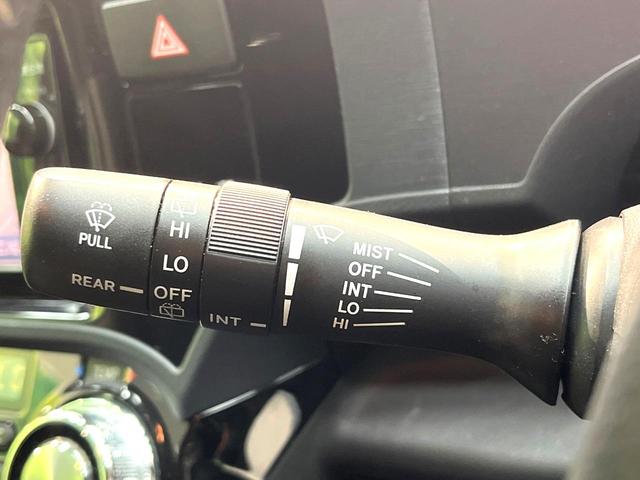 PULL
REAR
HI
LO
OFF
INT
MIST
OFF
INT
LO
HI